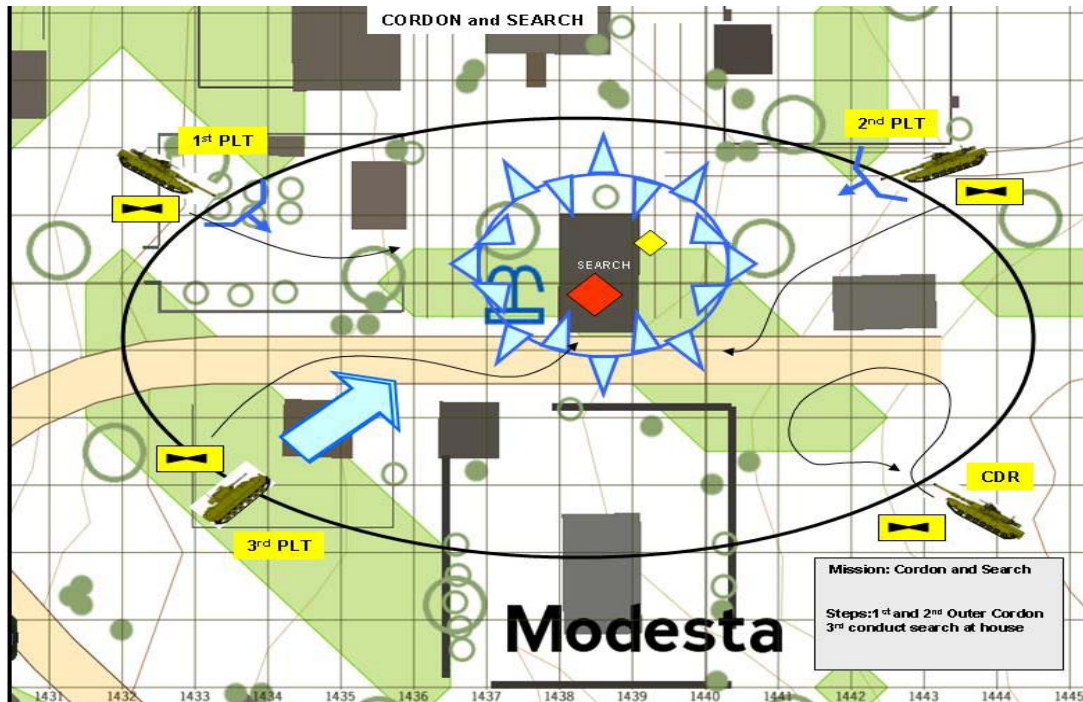 CORDON and SEARCH
1st PLT
2nd PLT
SEARCH
CDR
3rd PLT
Mission: Cordon and Search
Steps:1st and 2nd Outer Cordon
3rd conduct search at house
Modesta
1431 1432 1433 1434 1435 1436 1437 1438 1439 1440 1441 1442 1443 1444 1445